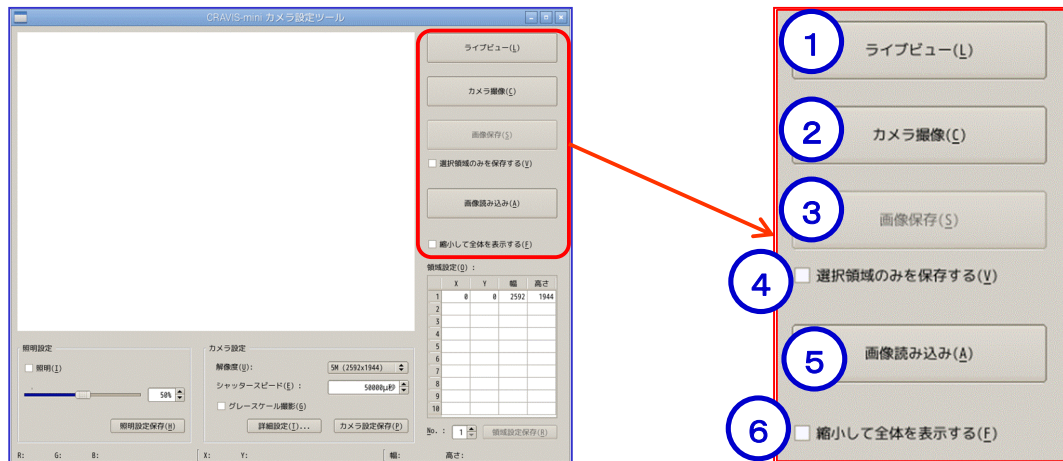 CRAVIS-mini カメラ設定ツール
ライブビュー(L)
カメラ撮像(C)
画像保存(S)
選択領域のみを保存する(V)
画像読み込み(A)
縮小して全体を表示する(F)
領域設定(O) :
X Y 幅 高さ
1 0 0 2592 1944
2
3
4
5
6
7
8
9
10
No. : 1 領域設定保存(R)
照明設定
照明(I)
50%
照明設定保存(H)
カメラ設定
解像度(U): 5M (2592x1944)
シャッタースピード(E) : 50000μ秒
グレースケール撮影(G)
詳細設定(T)... カメラ設定保存(P)
R: G: B: X: Y: 幅: 高さ:
1 ライブビュー(L)
2 カメラ撮像(C)
3 画像保存(S)
4 選択領域のみを保存する(V)
5 画像読み込み(A)
6 縮小して全体を表示する(F)